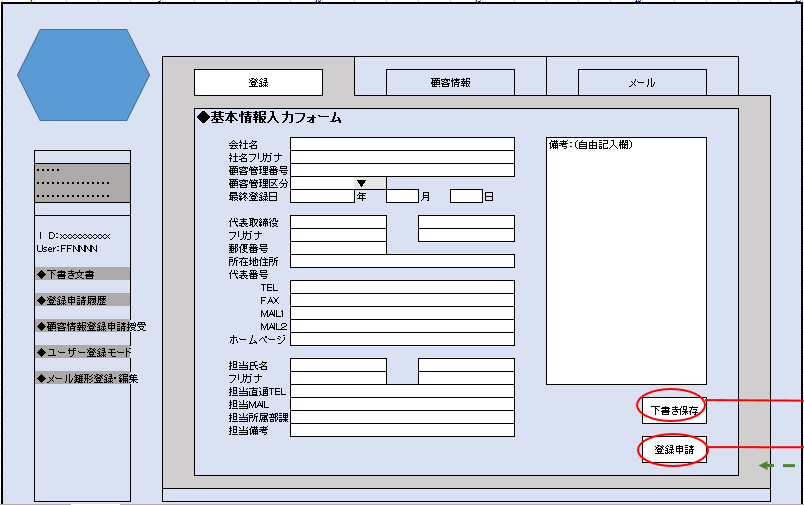 登録
顧客情報
メール
◆基本情報入力フォーム
会社名
社名フリガナ
顧客管理番号
顧客管理区分 ▼
最終登録日 年 月 日
代表取締役
フリガナ
郵便番号
所在地住所
代表番号
TEL
FAX
MAIL1
MAIL2
ホームページ
担当氏名
フリガナ
担当直通TEL
担当MAIL
担当所属部課
担当備考
備考:(自由記入欄)
下書き保存
登録申請
ＩD:xxxxxxxxx
User:FFNNNN
◆下書き文書
◆登録申請履歴
◆顧客情報登録申請授受
◆ユーザー登録モード
◆メール雛形登録・編集